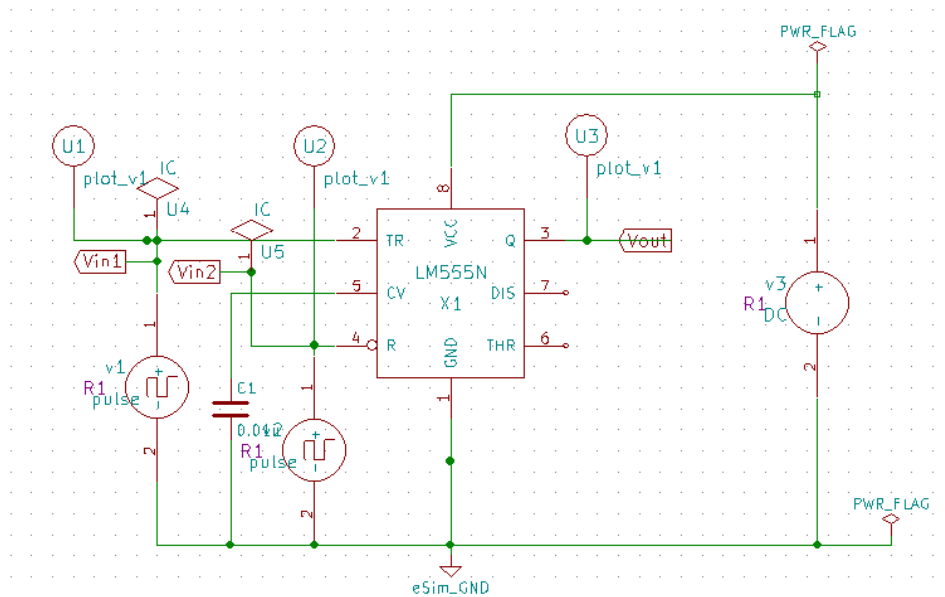 PWR_FLAG
U1
U2
U3
IC
plot_v1
plot_v1
plot_v1
1
U4
8
IC
2
TR
VCC
Q
3
Vout
1
U5
Vin1
Vin2
LM555N
5
CV
X1
DIS
7
1
v3
R1
DC
+
-
1
4
R
GND
THR
6
2
v1
R1
pulse
+
-
C1
1
1
R1
pulse
+
-
2
2
PWR_FLAG
eSim_GND